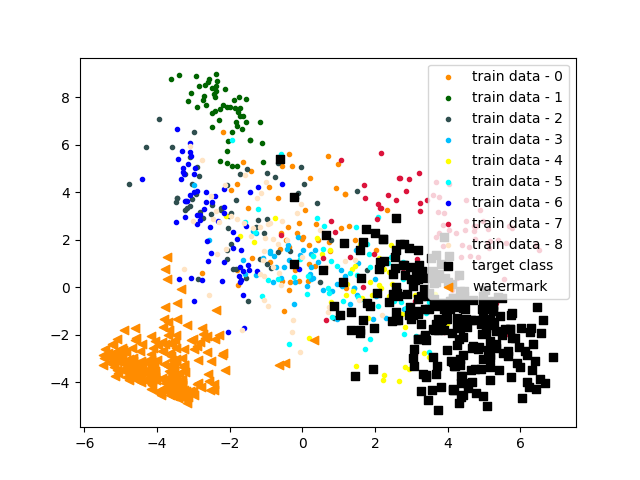 8
6
4
2
0
−2
−4
−6
−4
−2
0
2
4
6
train data - 0
train data - 1
train data - 2
train data - 3
train data - 4
train data - 5
train data - 6
train data - 7
train data - 8
target class
watermark